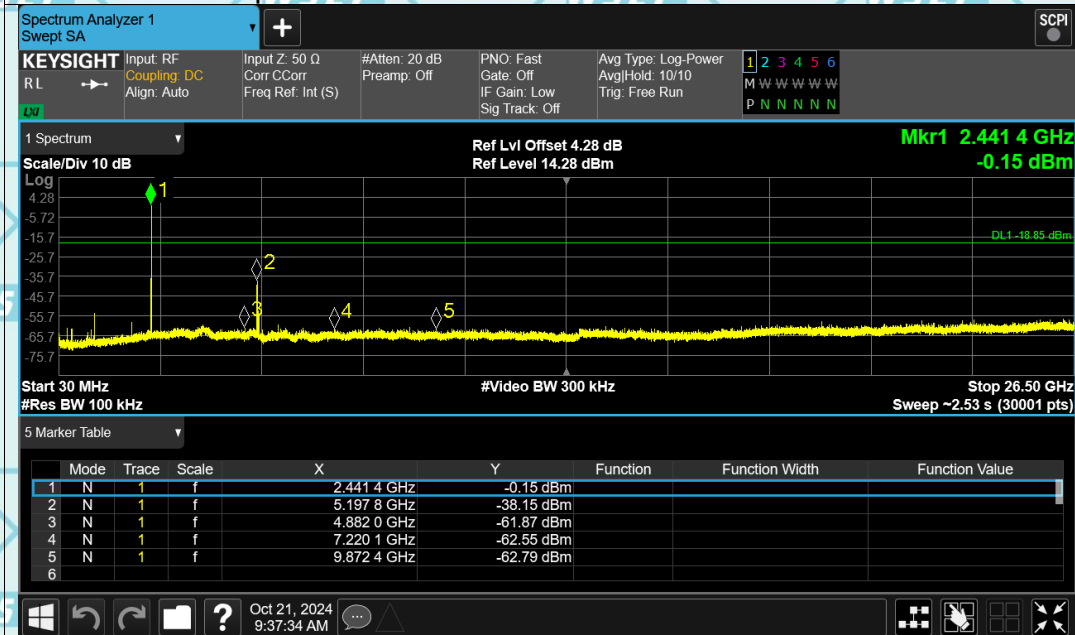 Spectrum Analyzer 1
Swept SA
+
SCPI
KEYSIGHT
R L
LXI
Input: RF
Coupling: DC
Align: Auto
Input Z: 50 Ω
Corr CCorr
Freq Ref: Int (S)
#Atten: 20 dB
Preamp: Off
PNO: Fast
Gate: Off
IF Gain: Low
Sig Track: Off
Avg Type: Log-Power
Avg|Hold: 10/10
Trig: Free Run
1 2 3 4 5 6
M W W W W W
P N N N N N
1 Spectrum
Scale/Div 10 dB
Ref Lvl Offset 4.28 dB
Ref Level 14.28 dBm
Mkr1 2.441 4 GHz
-0.15 dBm
Log
4.28
-5.72
-15.7
-25.7
-35.7
-45.7
-55.7
-65.7
-75.7
1
2
3
4
5
DL1 -18.85 dBm
Start 30 MHz
#Video BW 300 kHz
Stop 26.50 GHz
#Res BW 100 kHz
Sweep ~2.53 s (30001 pts)
5 Marker Table
Mode Trace Scale X Y Function Function Width Function Value
1 N 1 f 2.441 4 GHz -0.15 dBm
2 N 1 f 5.197 8 GHz -38.15 dBm
3 N 1 f 4.882 0 GHz -61.87 dBm
4 N 1 f 7.220 1 GHz -62.55 dBm
5 N 1 f 9.872 4 GHz -62.79 dBm
6
?
Oct 21, 2024
9:37:34 AM